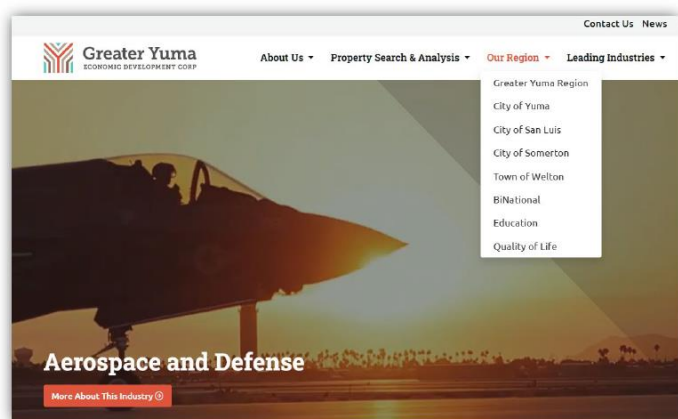 Contact Us News
Greater Yuma
ECONOMIC DEVELOPMENT CORP
About Us Property Search & Analysis Our Region Leading Industries
Greater Yuma Region
City of Yuma
City of San Luis
City of Somerton
Town of Welton
BiNational
Education
Quality of Life
Aerospace and Defense
More About This Industry